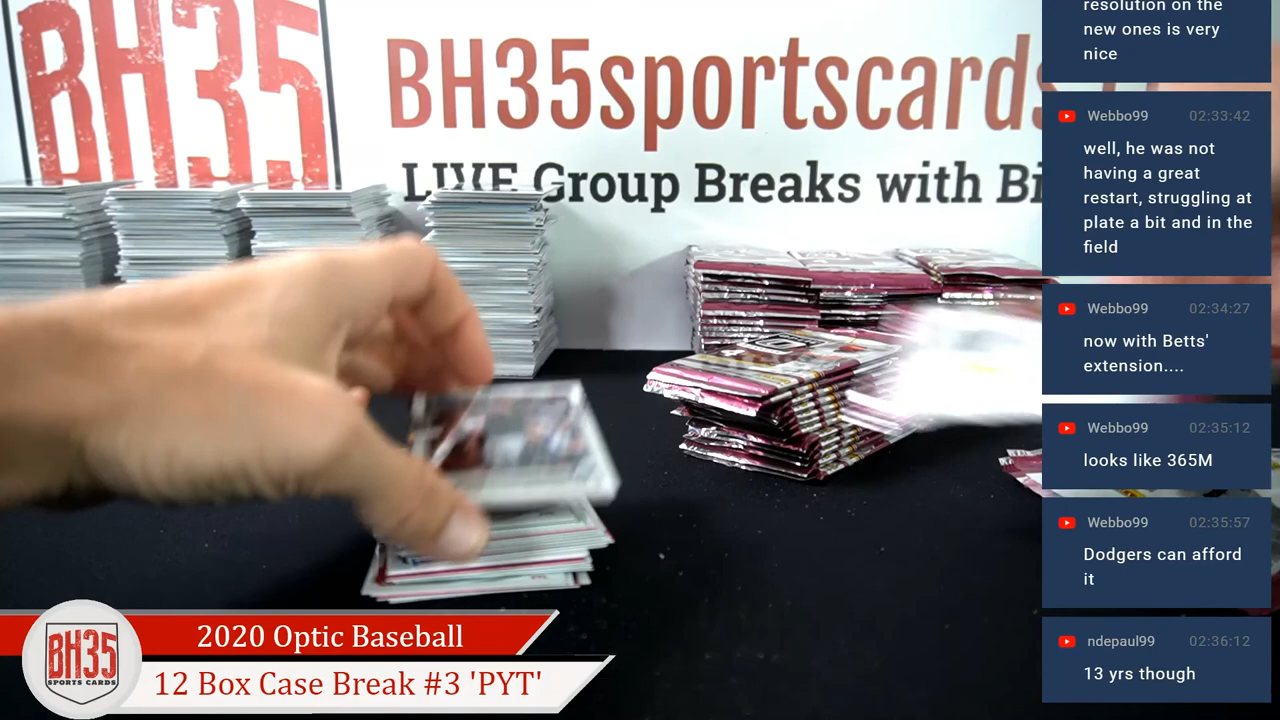 BH35
BH35sportscards
LIVE Group Breaks with Bi
resolution on the
new ones is very
nice
Webbo99 02:33:42
well, he was not
having a great
restart, struggling at
plate a bit and in the
field
Webbo99 02:34:27
now with Betts'
extension....
Webbo99 02:35:12
looks like 365M
Webbo99 02:35:57
Dodgers can afford
it
ndepaul99 02:36:12
13 yrs though
BH35
SPORTS CARDS
2020 Optic Baseball
12 Box Case Break #3 'PYT'